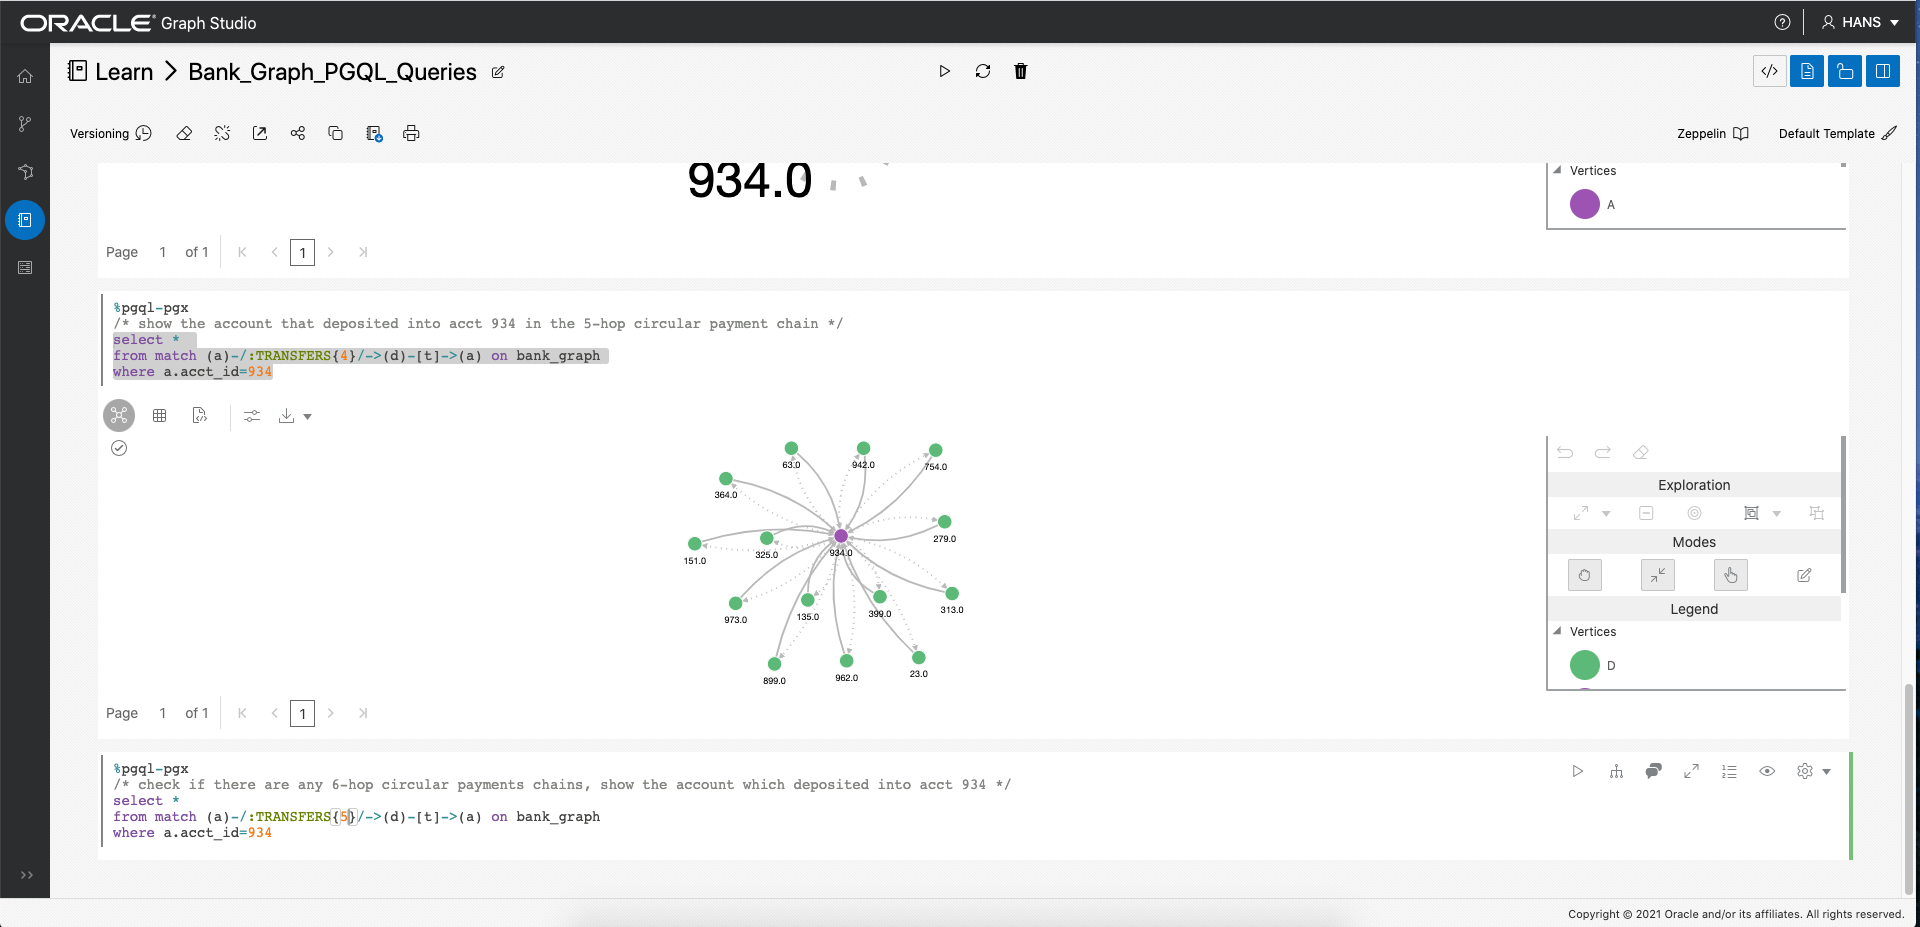 ORACLE Graph Studio
HANS
Learn > Bank_Graph_PGQL_Queries
Versioning
Zeppelin
Default Template
934.0
Vertices
A
Page 1 of 1
1
%pgql-pgx
/* show the account that deposited into acct 934 in the 5-hop circular payment chain */
select *
from match (a)-/:TRANSFERS{4}/->(d)-[t]->(a) on bank_graph
where a.acct_id=934
63.0
942.0
754.0
364.0
279.0
151.0
325.0
934.0
973.0
135.0
399.0
313.0
899.0
962.0
23.0
Exploration
Modes
Legend
Vertices
D
Page 1 of 1
1
%pgql-pgx
/* check if there are any 6-hop circular payments chains, show the account which deposited into acct 934 */
select *
from match (a)-/:TRANSFERS{5}/->(d)-[t]->(a) on bank_graph
where a.acct_id=934
Copyright © 2021 Oracle and/or its affiliates. All rights reserved.